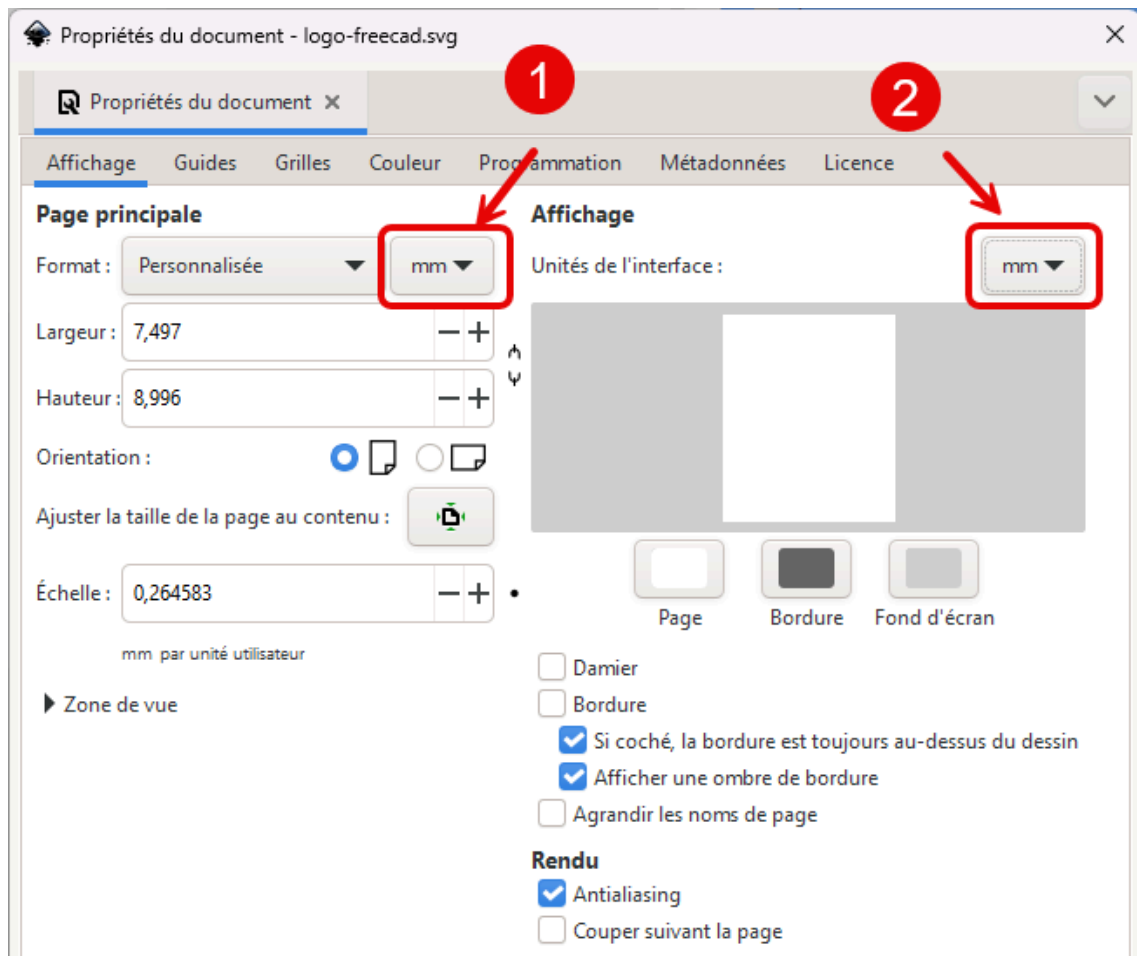 Propriétés du document - logo-freecad.svg
1
2
Propriétés du document
Affichage Guides Grilles Couleur Programmation Métadonnées Licence
Page principale
Format : Personnalisée mm
Largeur : 7,497
Hauteur : 8,996
Orientation :
Ajuster la taille de la page au contenu :
Échelle : 0,264583
mm par unité utilisateur
Zone de vue
Affichage
Unités de l'interface : mm
Page Bordure Fond d'écran
Damier
Bordure
Si coché, la bordure est toujours au-dessus du dessin
Afficher une ombre de bordure
Agrandir les noms de page
Rendu
Antialiasing
Couper suivant la page